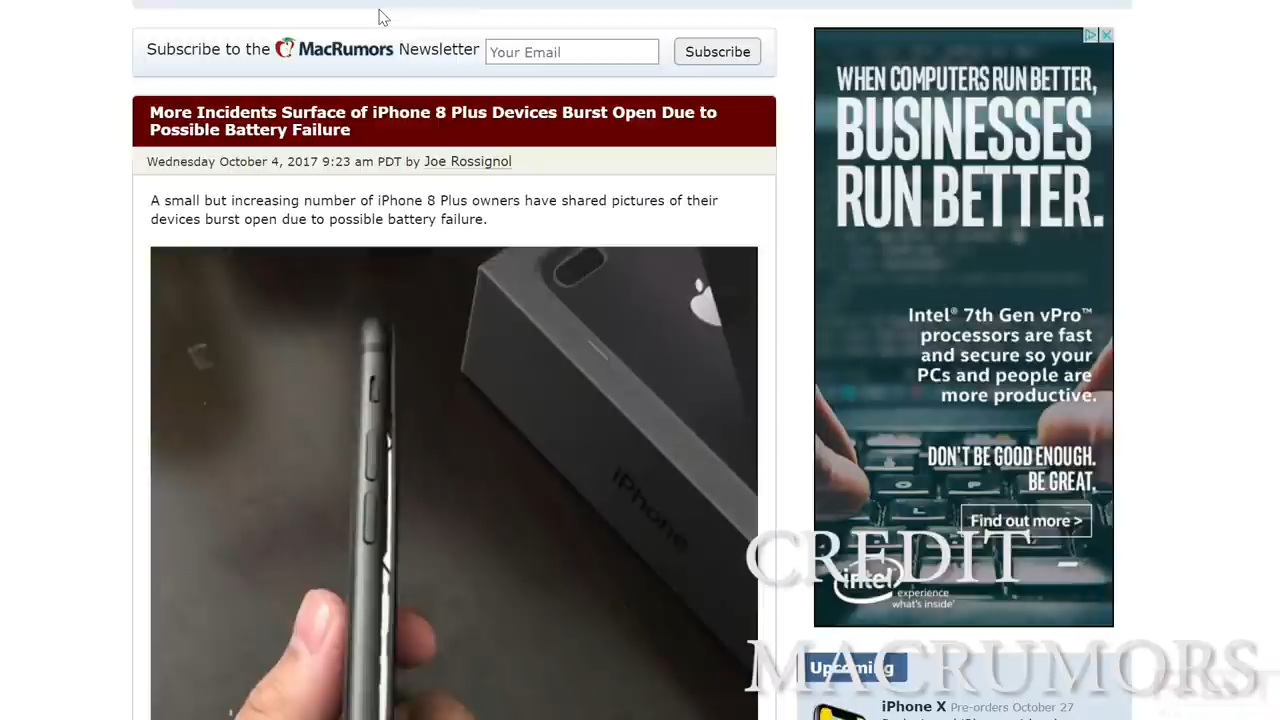 Subscribe to the MacRumors Newsletter Your Email Subscribe
More Incidents Surface of iPhone 8 Plus Devices Burst Open Due to
Possible Battery Failure
Wednesday October 4, 2017 9:23 am PDT by Joe Rossignol
A small but increasing number of iPhone 8 Plus owners have shared pictures of their
devices burst open due to possible battery failure.
iPhone
WHEN COMPUTERS RUN BETTER,
BUSINESSES
RUN BETTER.
Intel® 7th Gen vPro™
processors are fast
and secure so your
PCs and people are
more productive.
DON'T BE GOOD ENOUGH.
BE GREAT.
Find out more >
intel
experience
what's inside™
CREDIT -
MACRUMORS
Upcoming
iPhone X Pre-orders October 27